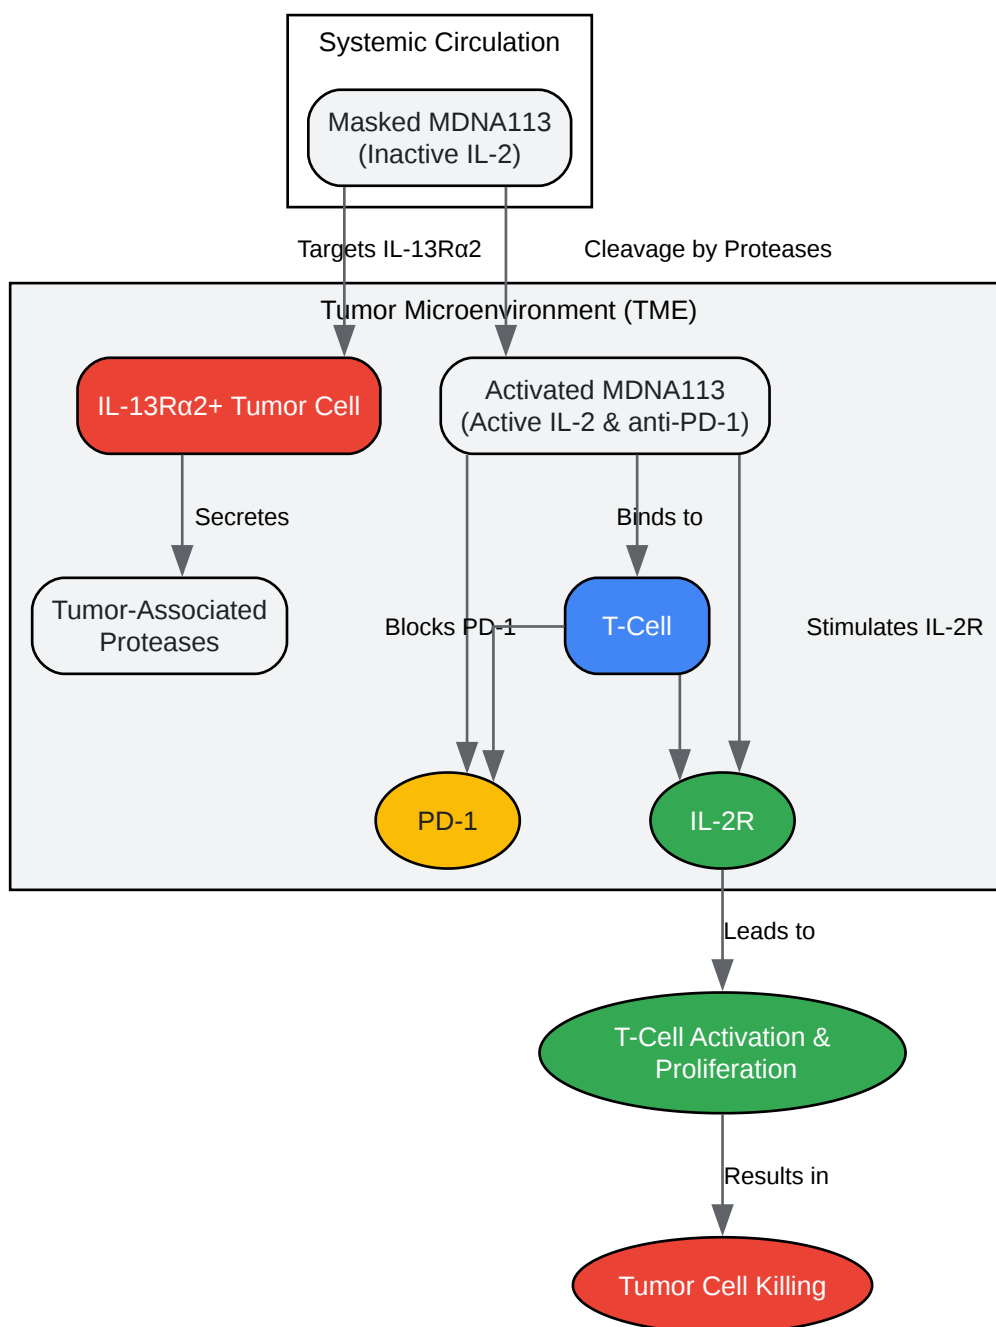 Systemic Circulation
Masked MDNA113
(Inactive IL-2)
Targets IL-13Rα2
Cleavage by Proteases
Tumor Microenvironment (TME)
IL-13Rα2+ Tumor Cell
Activated MDNA113
(Active IL-2 & anti-PD-1)
Secretes
Binds to
Tumor-Associated
Proteases
Blocks PD-1
T-Cell
Stimulates IL-2R
PD-1
IL-2R
Leads to
T-Cell Activation &
Proliferation
Results in
Tumor Cell Killing